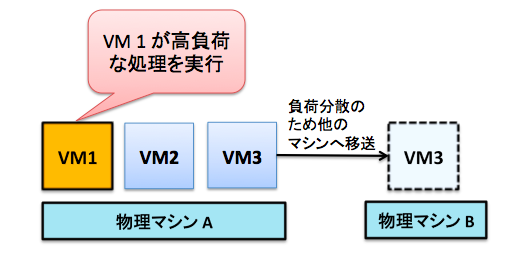 VM 1 が高負荷
な処理を実行
負荷分散の
ため他の
マシンへ移送
VM1
VM2
VM3
VM3
物理マシン A
物理マシン B